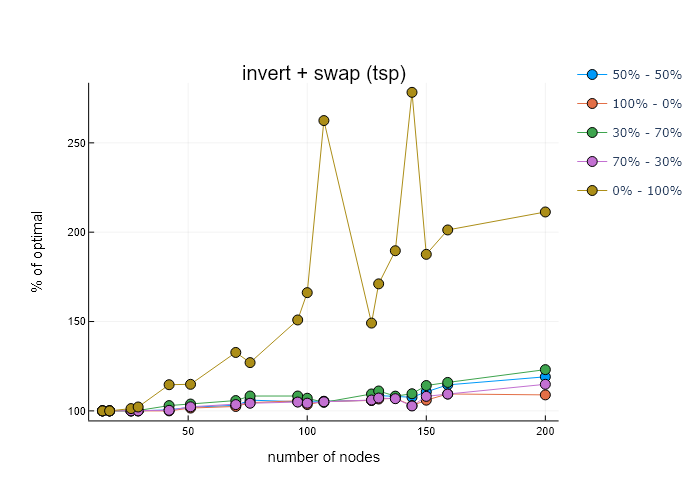 invert + swap (tsp)
50% - 50%
100% - 0%
30% - 70%
70% - 30%
0% - 100%
% of optimal
250
200
150
100
50
100
150
200
number of nodes